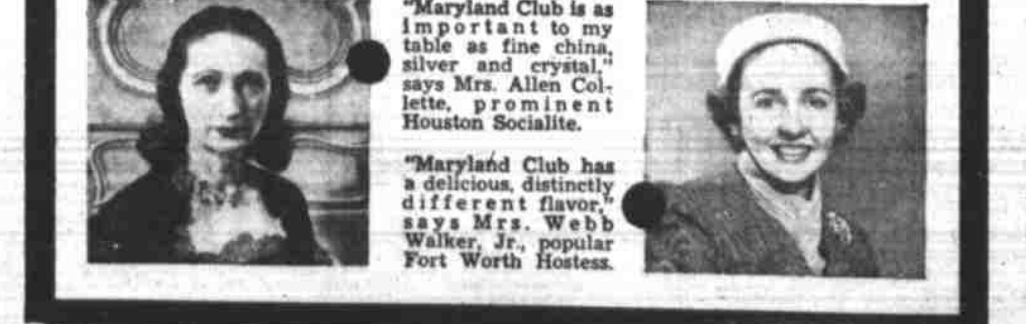 "Maryland Club is as
important to my
table as fine china,
silver and crystal,"
says Mrs. Allen Col-
lette, prominent
Houston Socialite.
"Maryland Club has
a delicious, distinctly
different flavor,"
says Mrs. Webb
Walker, Jr., popular
Fort Worth Hostess.